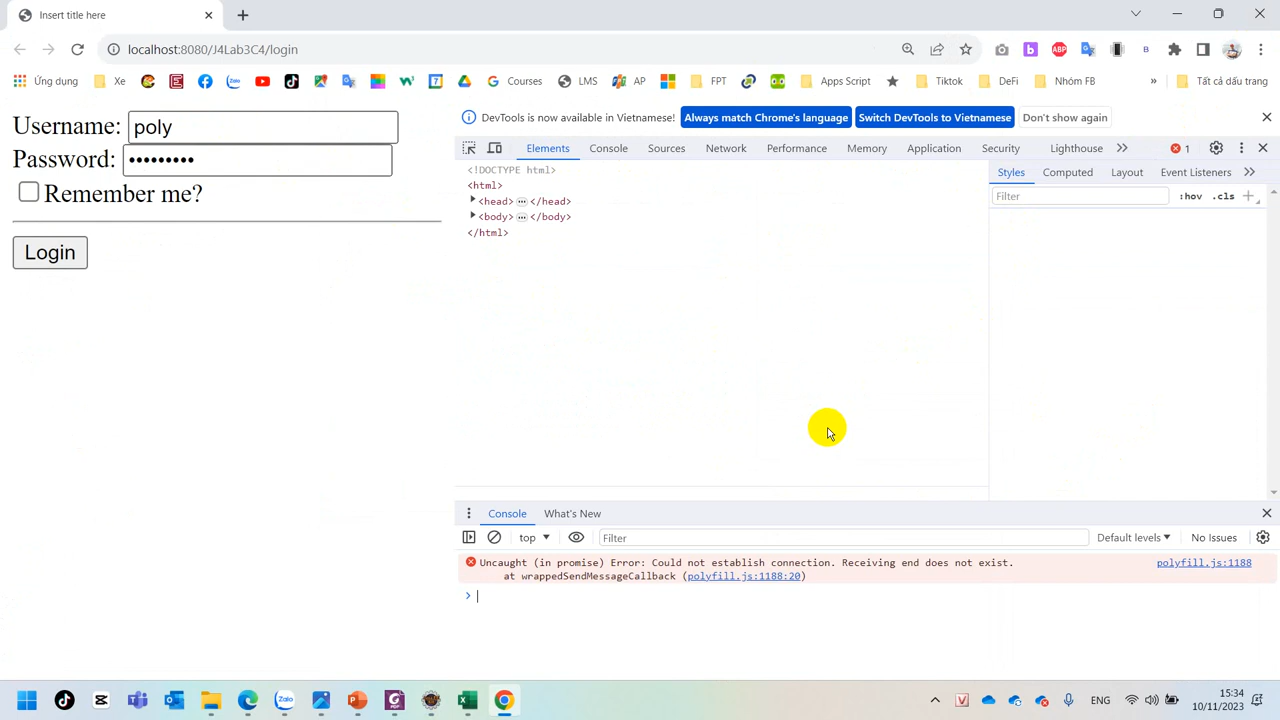 Insert title here
localhost:8080/J4Lab3C4/login
Ứng dụng Xe Zalo 7 Courses LMS AP FPT Apps Script Tiktok DeFi Nhóm FB » Tất cả dấu trang
Username: poly
Password: •••••••••
Remember me?
Login
DevTools is now available in Vietnamese! Always match Chrome's language Switch DevTools to Vietnamese Don't show again
Elements Console Sources Network Performance Memory Application Security Lighthouse » 1
<!DOCTYPE html>
<html>
<head> … </head>
<body> … </body>
</html>
Styles Computed Layout Event Listeners »
Filter :hov .cls +
Console What's New
top Filter Default levels No Issues
Uncaught (in promise) Error: Could not establish connection. Receiving end does not exist. polyfill.js:1188
at wrappedSendMessageCallback (polyfill.js:1188:20)
>
ENG 15:34
10/11/2023